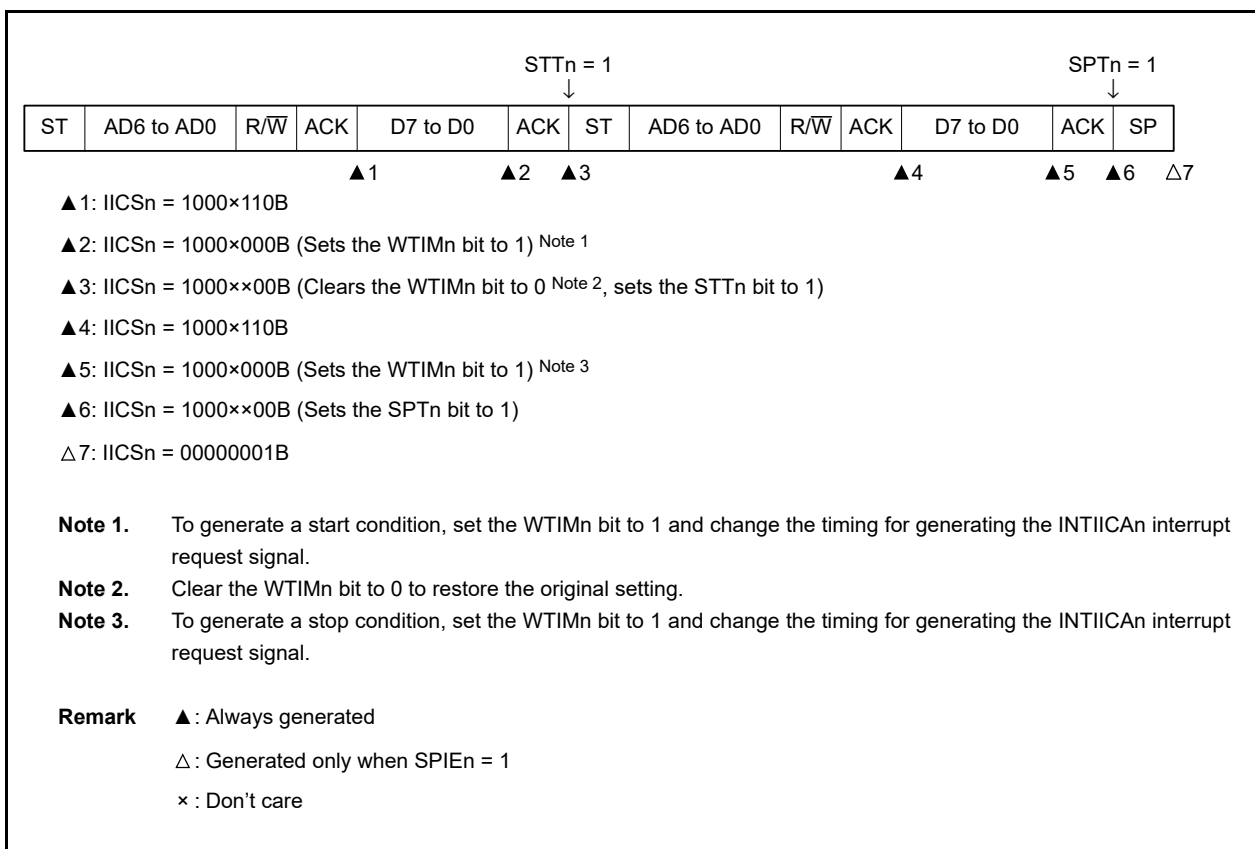 STTn = 1 SPTn = 1
↓ ↓
ST AD6 to AD0 R/W̅ ACK D7 to D0 ACK ST AD6 to AD0 R/W̅ ACK D7 to D0 ACK SP
▲1 ▲2 ▲3 ▲4 ▲5 ▲6 △7
▲1: IICSn = 1000×110B
▲2: IICSn = 1000×000B (Sets the WTIMn bit to 1) Note 1
▲3: IICSn = 1000××00B (Clears the WTIMn bit to 0 Note 2, sets the STTn bit to 1)
▲4: IICSn = 1000×110B
▲5: IICSn = 1000×000B (Sets the WTIMn bit to 1) Note 3
▲6: IICSn = 1000××00B (Sets the SPTn bit to 1)
△7: IICSn = 00000001B
Note 1. To generate a start condition, set the WTIMn bit to 1 and change the timing for generating the INTIICAn interrupt
request signal.
Note 2. Clear the WTIMn bit to 0 to restore the original setting.
Note 3. To generate a stop condition, set the WTIMn bit to 1 and change the timing for generating the INTIICAn interrupt
request signal.
Remark ▲: Always generated
△: Generated only when SPIEn = 1
×: Don't care